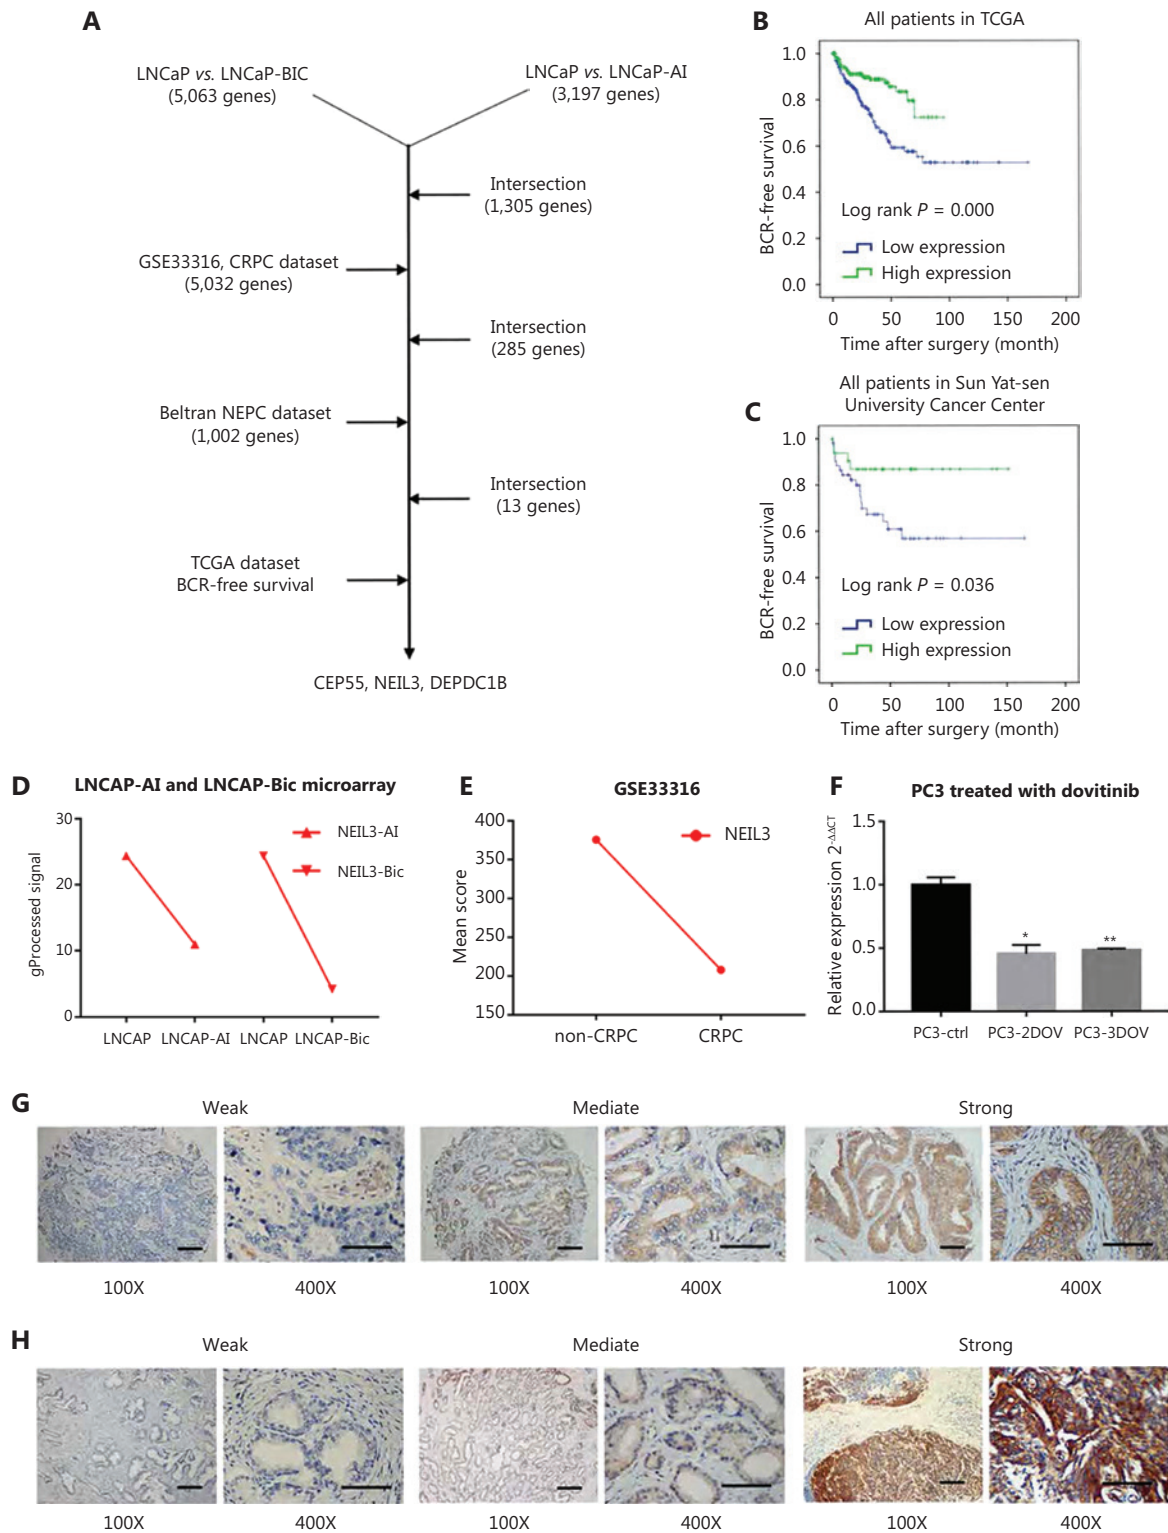 A
LNCaP vs. LNCaP-BIC
(5,063 genes)
LNCaP vs. LNCaP-AI
(3,197 genes)
Intersection
(1,305 genes)
GSE33316, CRPC dataset
(5,032 genes)
Intersection
(285 genes)
Beltran NEPC dataset
(1,002 genes)
Intersection
(13 genes)
TCGA dataset
BCR-free survival
CEP55, NEIL3, DEPDC1B
B
All patients in TCGA
BCR-free survival
1.0
0.8
0.6
0.4
0.2
0.0
Log rank P = 0.000
Low expression
High expression
0 50 100 150 200
Time after surgery (month)
C
All patients in Sun Yat-sen
University Cancer Center
BCR-free survival
1.0
0.8
0.6
0.4
0.2
0.0
Log rank P = 0.036
Low expression
High expression
0 50 100 150 200
Time after surgery (month)
D
LNCAP-AI and LNCAP-Bic microarray
gProcessed signal
30
20
10
0
NEIL3-AI
NEIL3-Bic
LNCAP LNCAP-AI LNCAP LNCAP-Bic
E
GSE33316
Mean score
400
350
300
250
200
150
NEIL3
non-CRPC CRPC
F
PC3 treated with dovitinib
Relative expression 2-ΔΔCT
1.5
1.0
0.5
0.0
*
**
PC3-ctrl PC3-2DOV PC3-3DOV
G
Weak Mediate Strong
100X 400X 100X 400X 100X 400X
H
Weak Mediate Strong
100X 400X 100X 400X 100X 400X